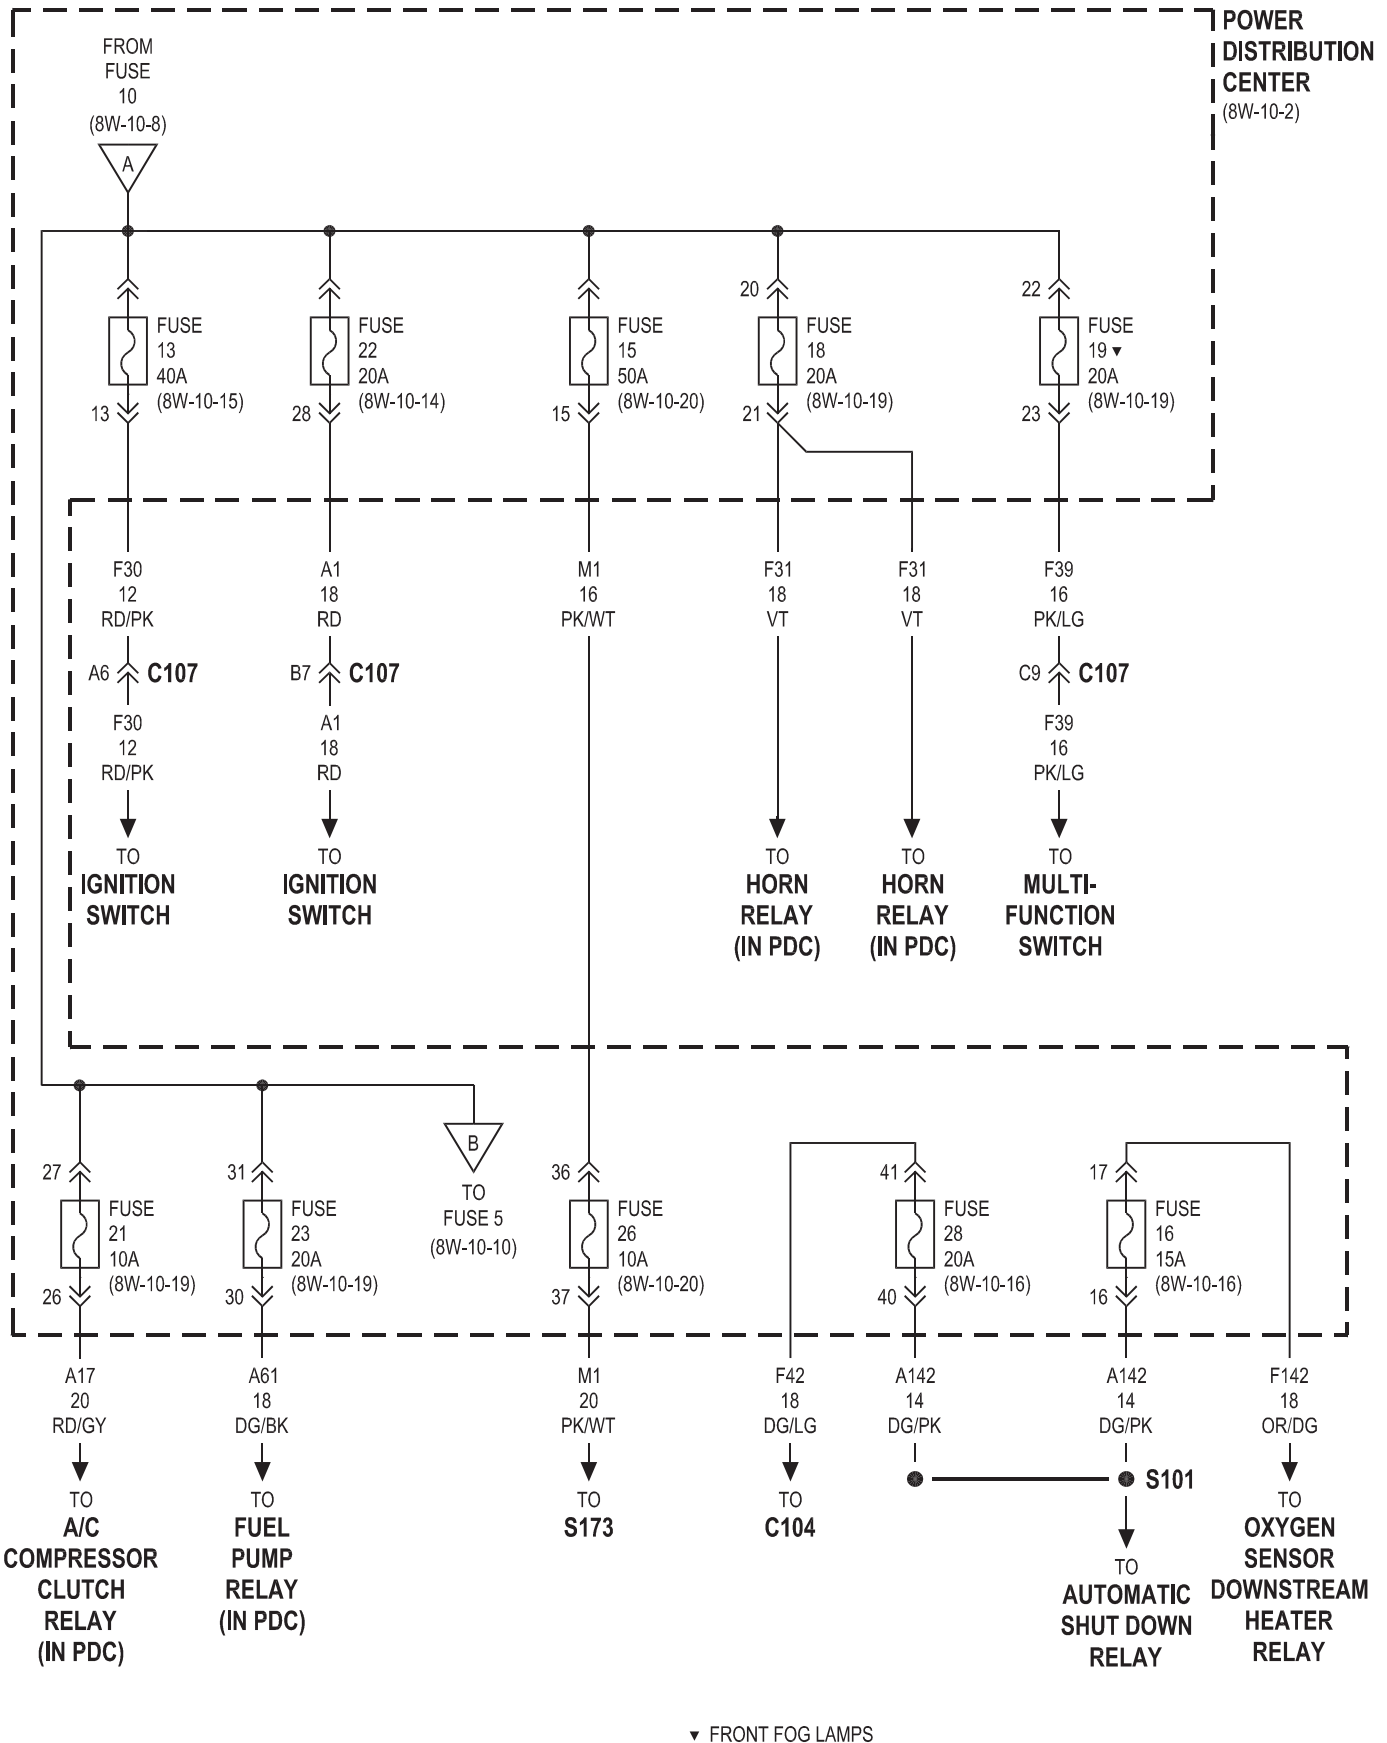 POWER
DISTRIBUTION
CENTER
(8W-10-2)
FROM
FUSE
10
(8W-10-8)
A
FUSE
13
40A
(8W-10-15)
13
FUSE
22
20A
(8W-10-14)
28
FUSE
15
50A
(8W-10-20)
15
20
FUSE
18
20A
(8W-10-19)
21
22
FUSE
19 ▼
20A
(8W-10-19)
23
F30
12
RD/PK
A6
C107
F30
12
RD/PK
TO
IGNITION
SWITCH
A1
18
RD
B7
C107
A1
18
RD
TO
IGNITION
SWITCH
M1
16
PK/WT
F31
18
VT
TO
HORN
RELAY
(IN PDC)
F31
18
VT
TO
HORN
RELAY
(IN PDC)
F39
16
PK/LG
C9
C107
F39
16
PK/LG
TO
MULTI-
FUNCTION
SWITCH
27
FUSE
21
10A
(8W-10-19)
26
31
FUSE
23
20A
(8W-10-19)
30
B
TO
FUSE 5
(8W-10-10)
36
FUSE
26
10A
(8W-10-20)
37
41
FUSE
28
20A
(8W-10-16)
40
17
FUSE
16
15A
(8W-10-16)
16
A17
20
RD/GY
TO
A/C
COMPRESSOR
CLUTCH
RELAY
(IN PDC)
A61
18
DG/BK
TO
FUEL
PUMP
RELAY
(IN PDC)
M1
20
PK/WT
TO
S173
F42
18
DG/LG
TO
C104
A142
14
DG/PK
A142
14
DG/PK
S101
TO
AUTOMATIC
SHUT DOWN
RELAY
F142
18
OR/DG
TO
OXYGEN
SENSOR
DOWNSTREAM
HEATER
RELAY
▼ FRONT FOG LAMPS